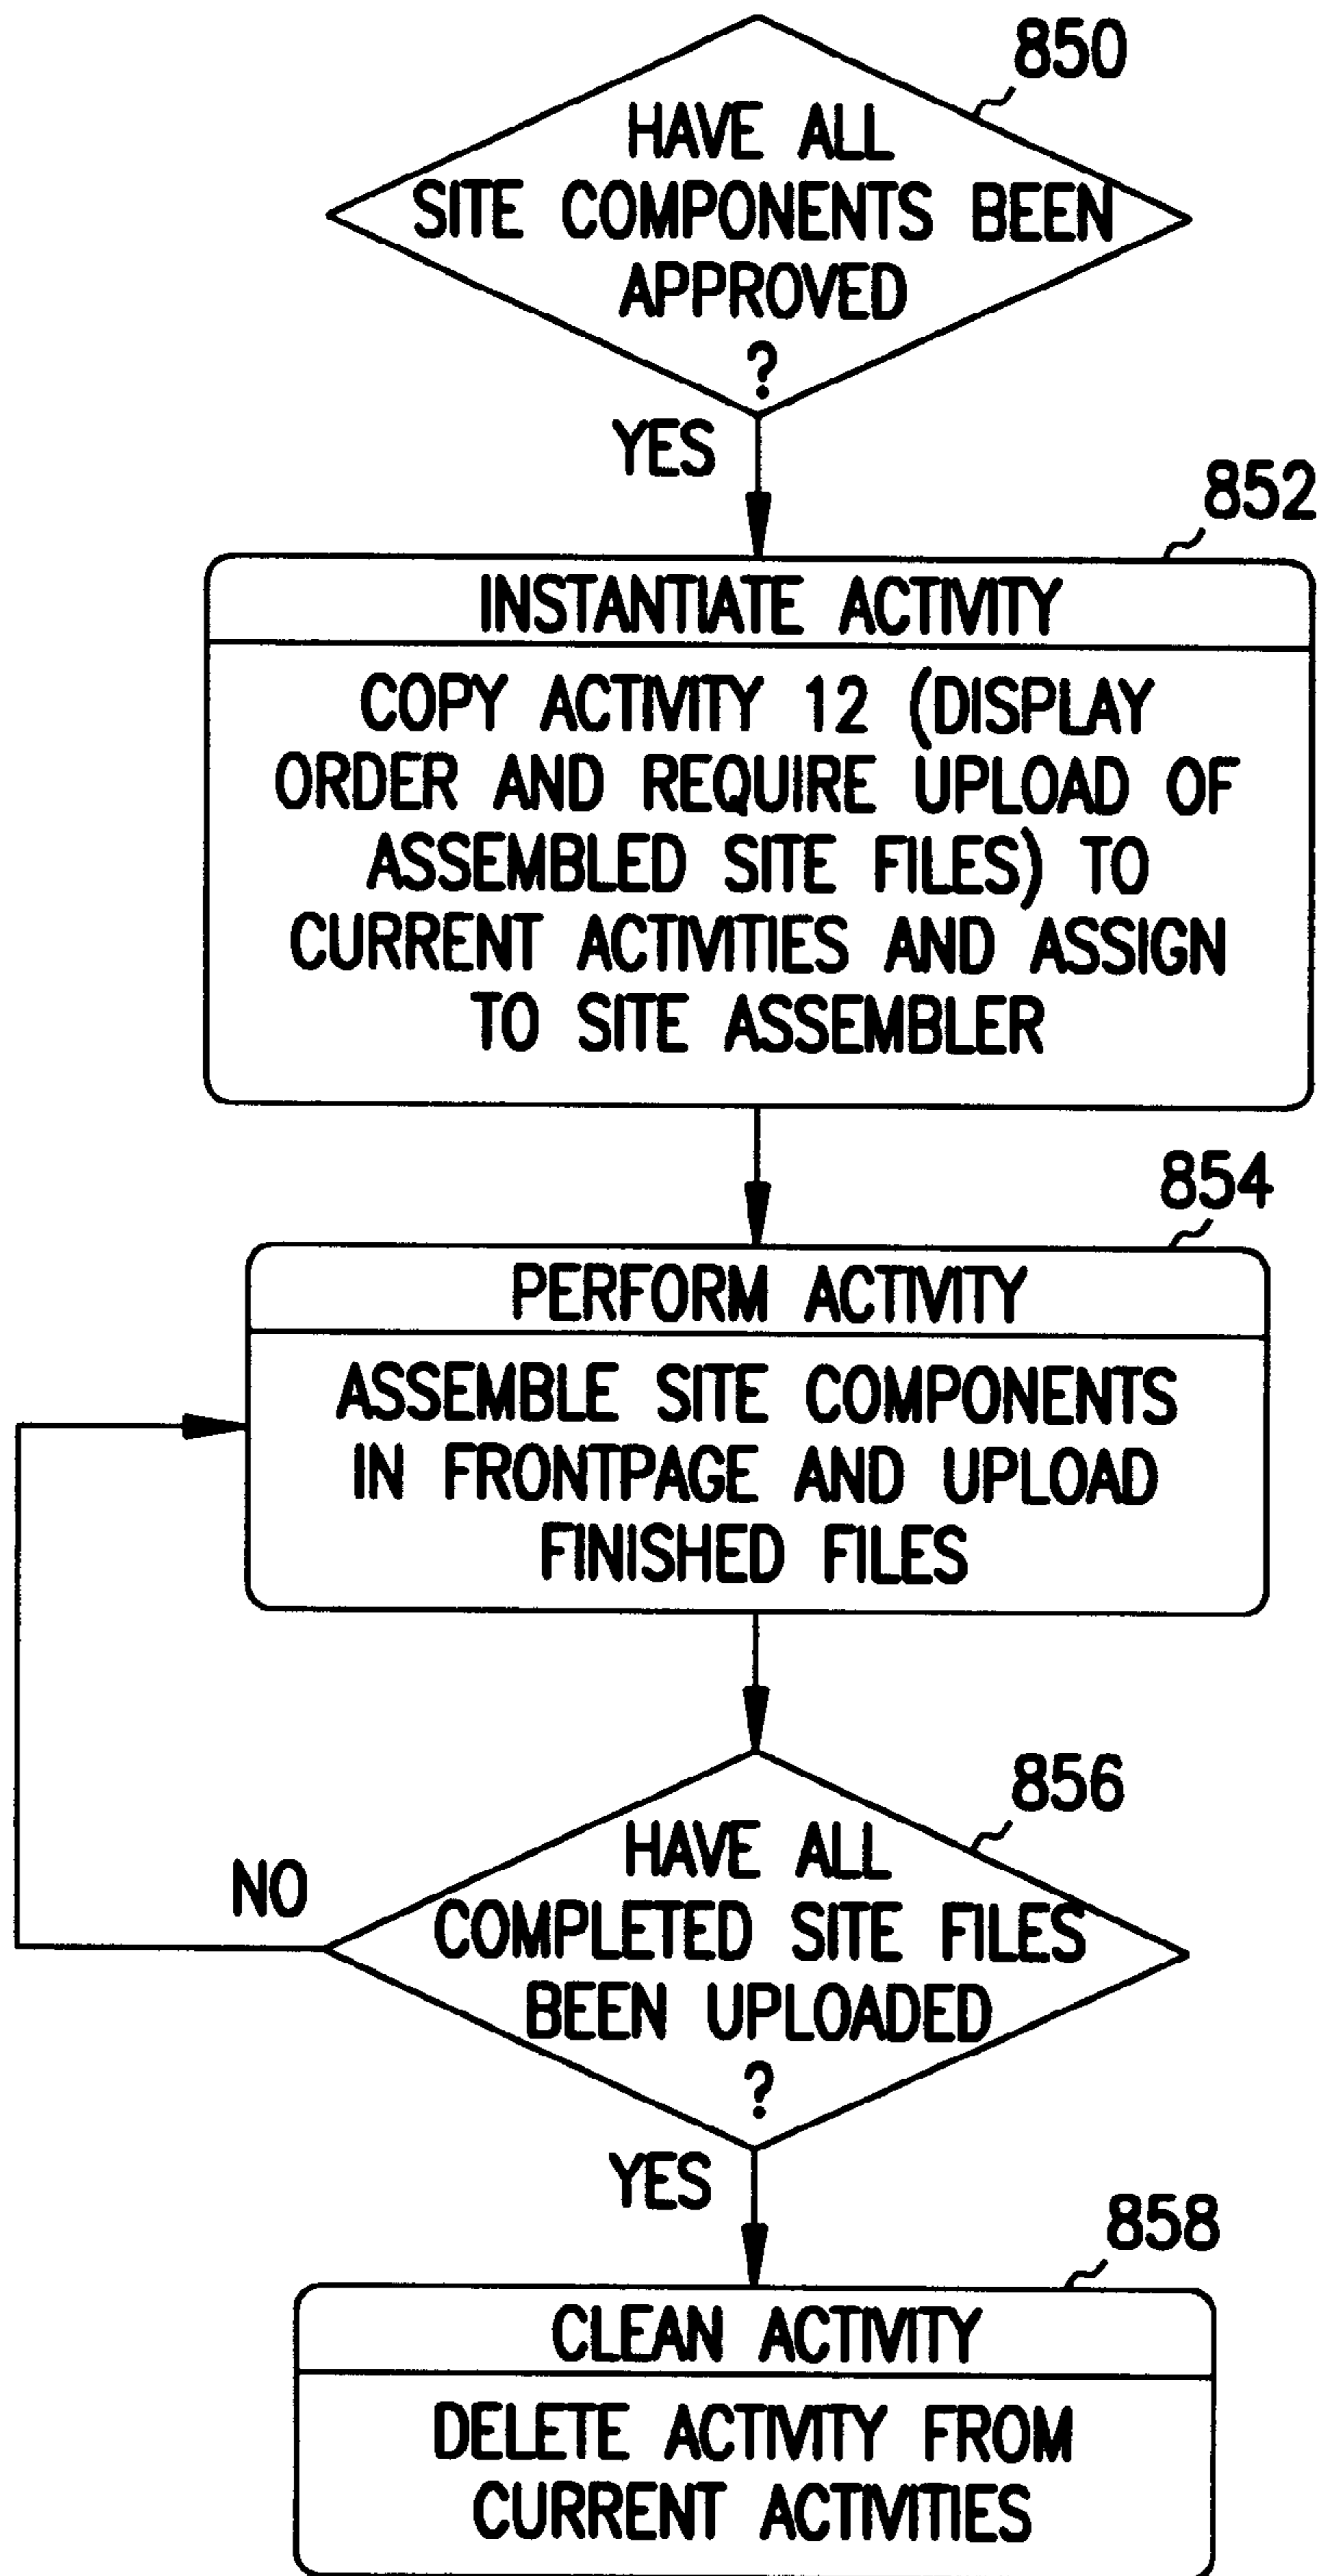 850
HAVE ALL
SITE COMPONENTS BEEN
APPROVED
?
YES
852
INSTANTIATE ACTIVITY
COPY ACTIVITY 12 (DISPLAY
ORDER AND REQUIRE UPLOAD OF
ASSEMBLED SITE FILES) TO
CURRENT ACTIVITIES AND ASSIGN
TO SITE ASSEMBLER
854
PERFORM ACTIVITY
ASSEMBLE SITE COMPONENTS
IN FRONTPAGE AND UPLOAD
FINISHED FILES
856
HAVE ALL
COMPLETED SITE FILES
BEEN UPLOADED
?
NO
YES
858
CLEAN ACTIVITY
DELETE ACTIVITY FROM
CURRENT ACTIVITIES